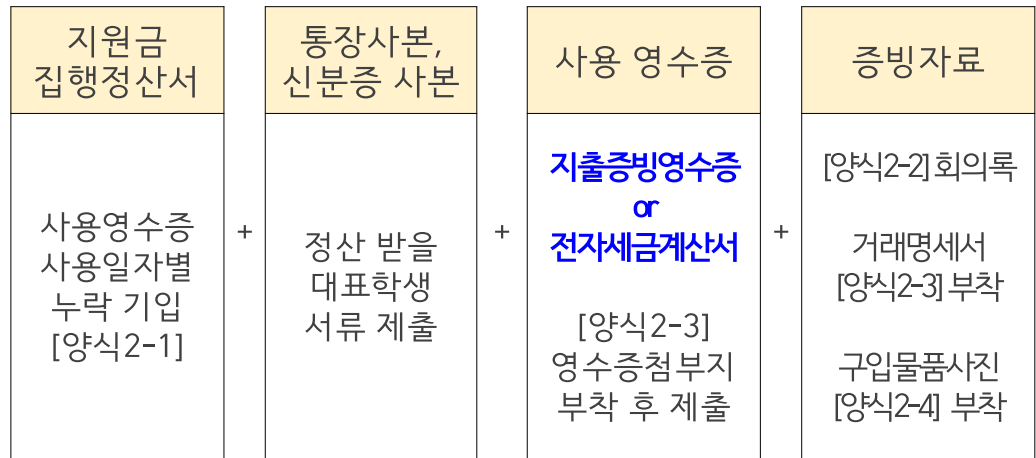 지원금
집행정산서
사용영수증
사용일자별
누락 기입
[양식2-1]
+
통장사본,
신분증 사본
정산 받을
대표학생
서류 제출
+
사용 영수증
지출증빙영수증
or
전자세금계산서
[양식2-3]
영수증첨부지
부착 후 제출
+
증빙자료
[양식2-2]회의록
거래명세서
[양식2-3] 부착
구입물품사진
[양식2-4] 부착